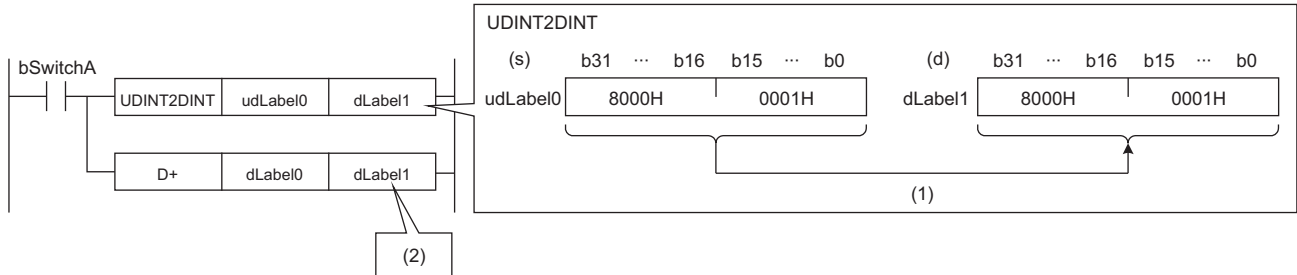 UDINT2DINT
bSwitchA
(s) b31 ··· b16 b15 ··· b0 (d) b31 ··· b16 b15 ··· b0
UDINT2DINT udLabel0 dLabel1 udLabel0 8000H 0001H dLabel1 8000H 0001H
D+ dLabel0 dLabel1
(1)
(2)